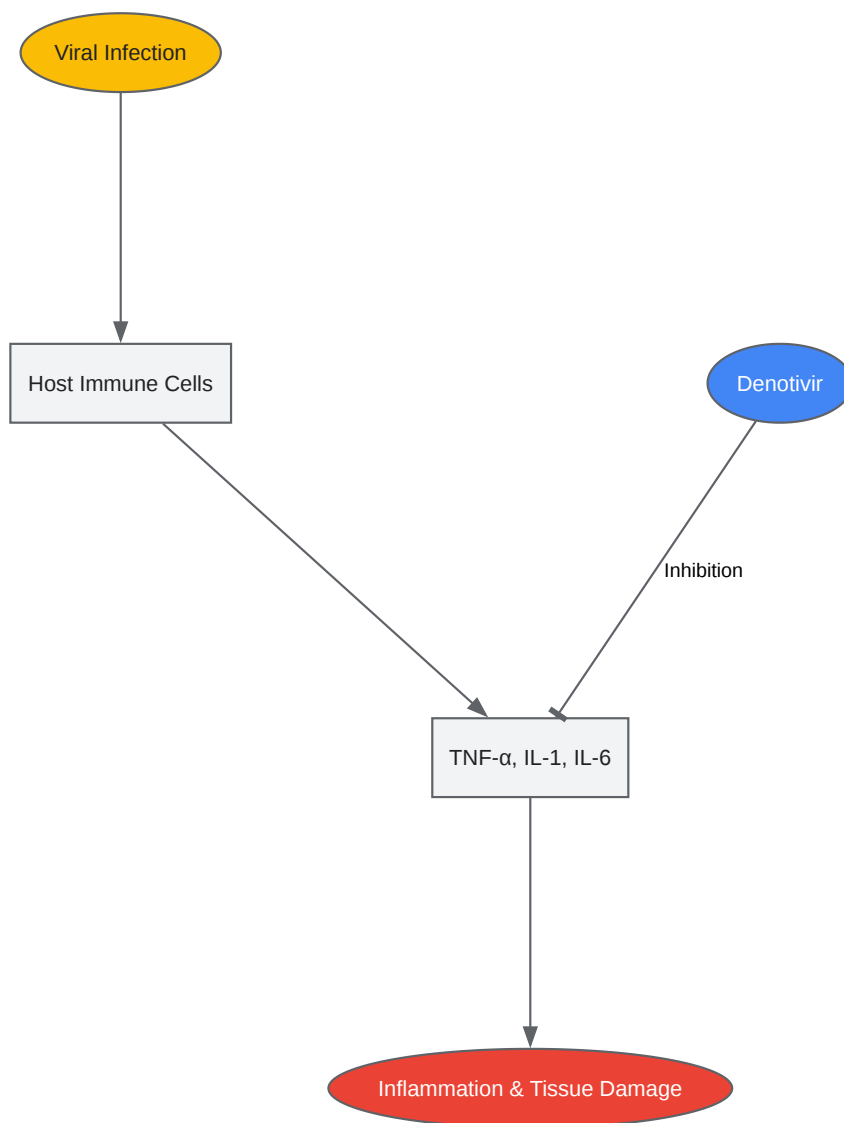 Viral Infection
Host Immune Cells
Denotivir
Inhibition
TNF-α, IL-1, IL-6
Inflammation & Tissue Damage